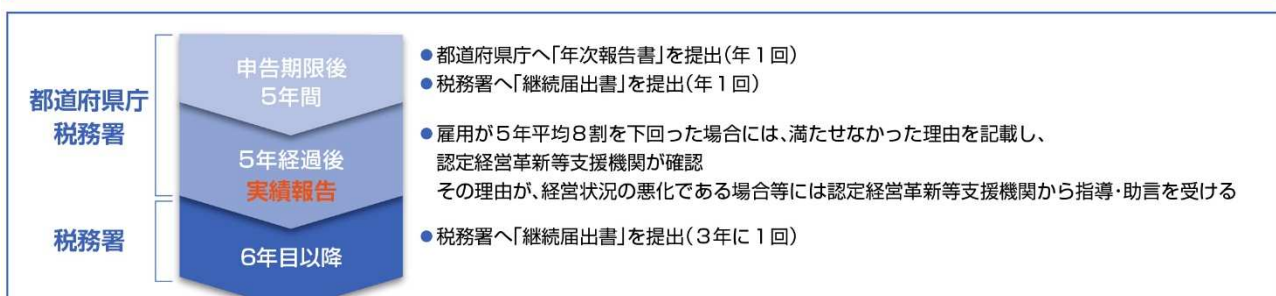 都道府県庁
税務署
申告期限後
5年間
●都道府県庁へ「年次報告書」を提出(年1回)
●税務署へ「継続届出書」を提出(年1回)
5年経過後
実績報告
●雇用が5年平均8割を下回った場合には、満たせなかった理由を記載し、
認定経営革新等支援機関が確認
その理由が、経営状況の悪化である場合等には認定経営革新等支援機関から指導・助言を受ける
税務署
6年目以降
●税務署へ「継続届出書」を提出(3年に1回)